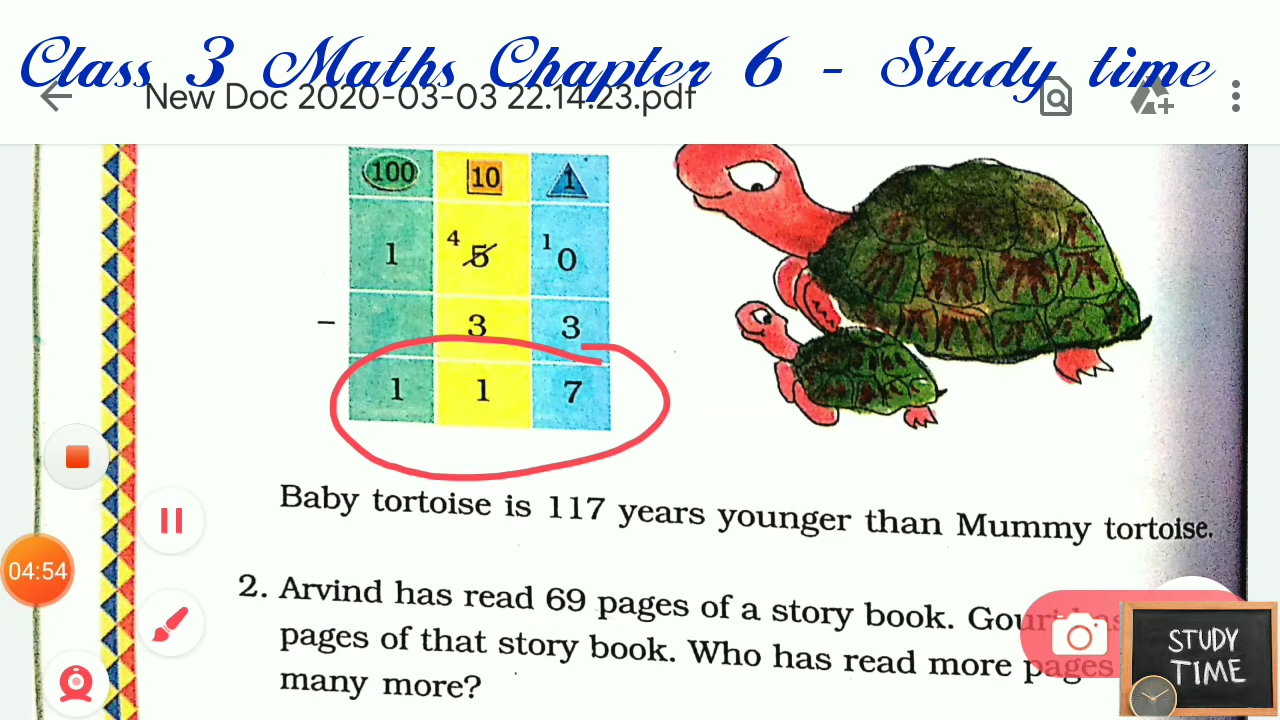 Class 3 Maths Chapter 6 - Study time
New Doc 2020-03-03 22.14.23.pdf
100 10 1
1 4 5 1 0
- 3 3
1 1 7
Baby tortoise is 117 years younger than Mummy tortoise.
04:54
2. Arvind has read 69 pages of a story book. Gouri has
pages of that story book. Who has read more pages
many more?
STUDY
TIME